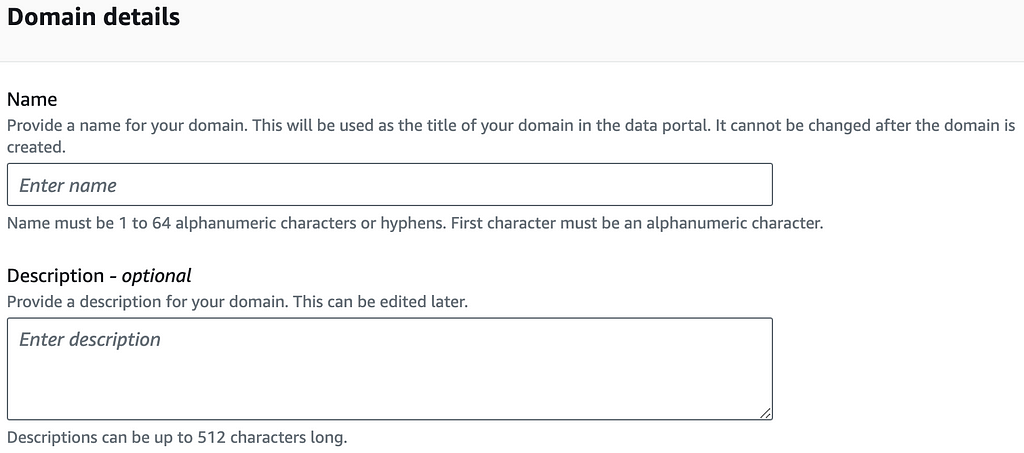 Domain details
Name
Provide a name for your domain. This will be used as the title of your domain in the data portal. It cannot be changed after the domain is
created.
Enter name
Name must be 1 to 64 alphanumeric characters or hyphens. First character must be an alphanumeric character.
Description - optional
Provide a description for your domain. This can be edited later.
Enter description
Descriptions can be up to 512 characters long.